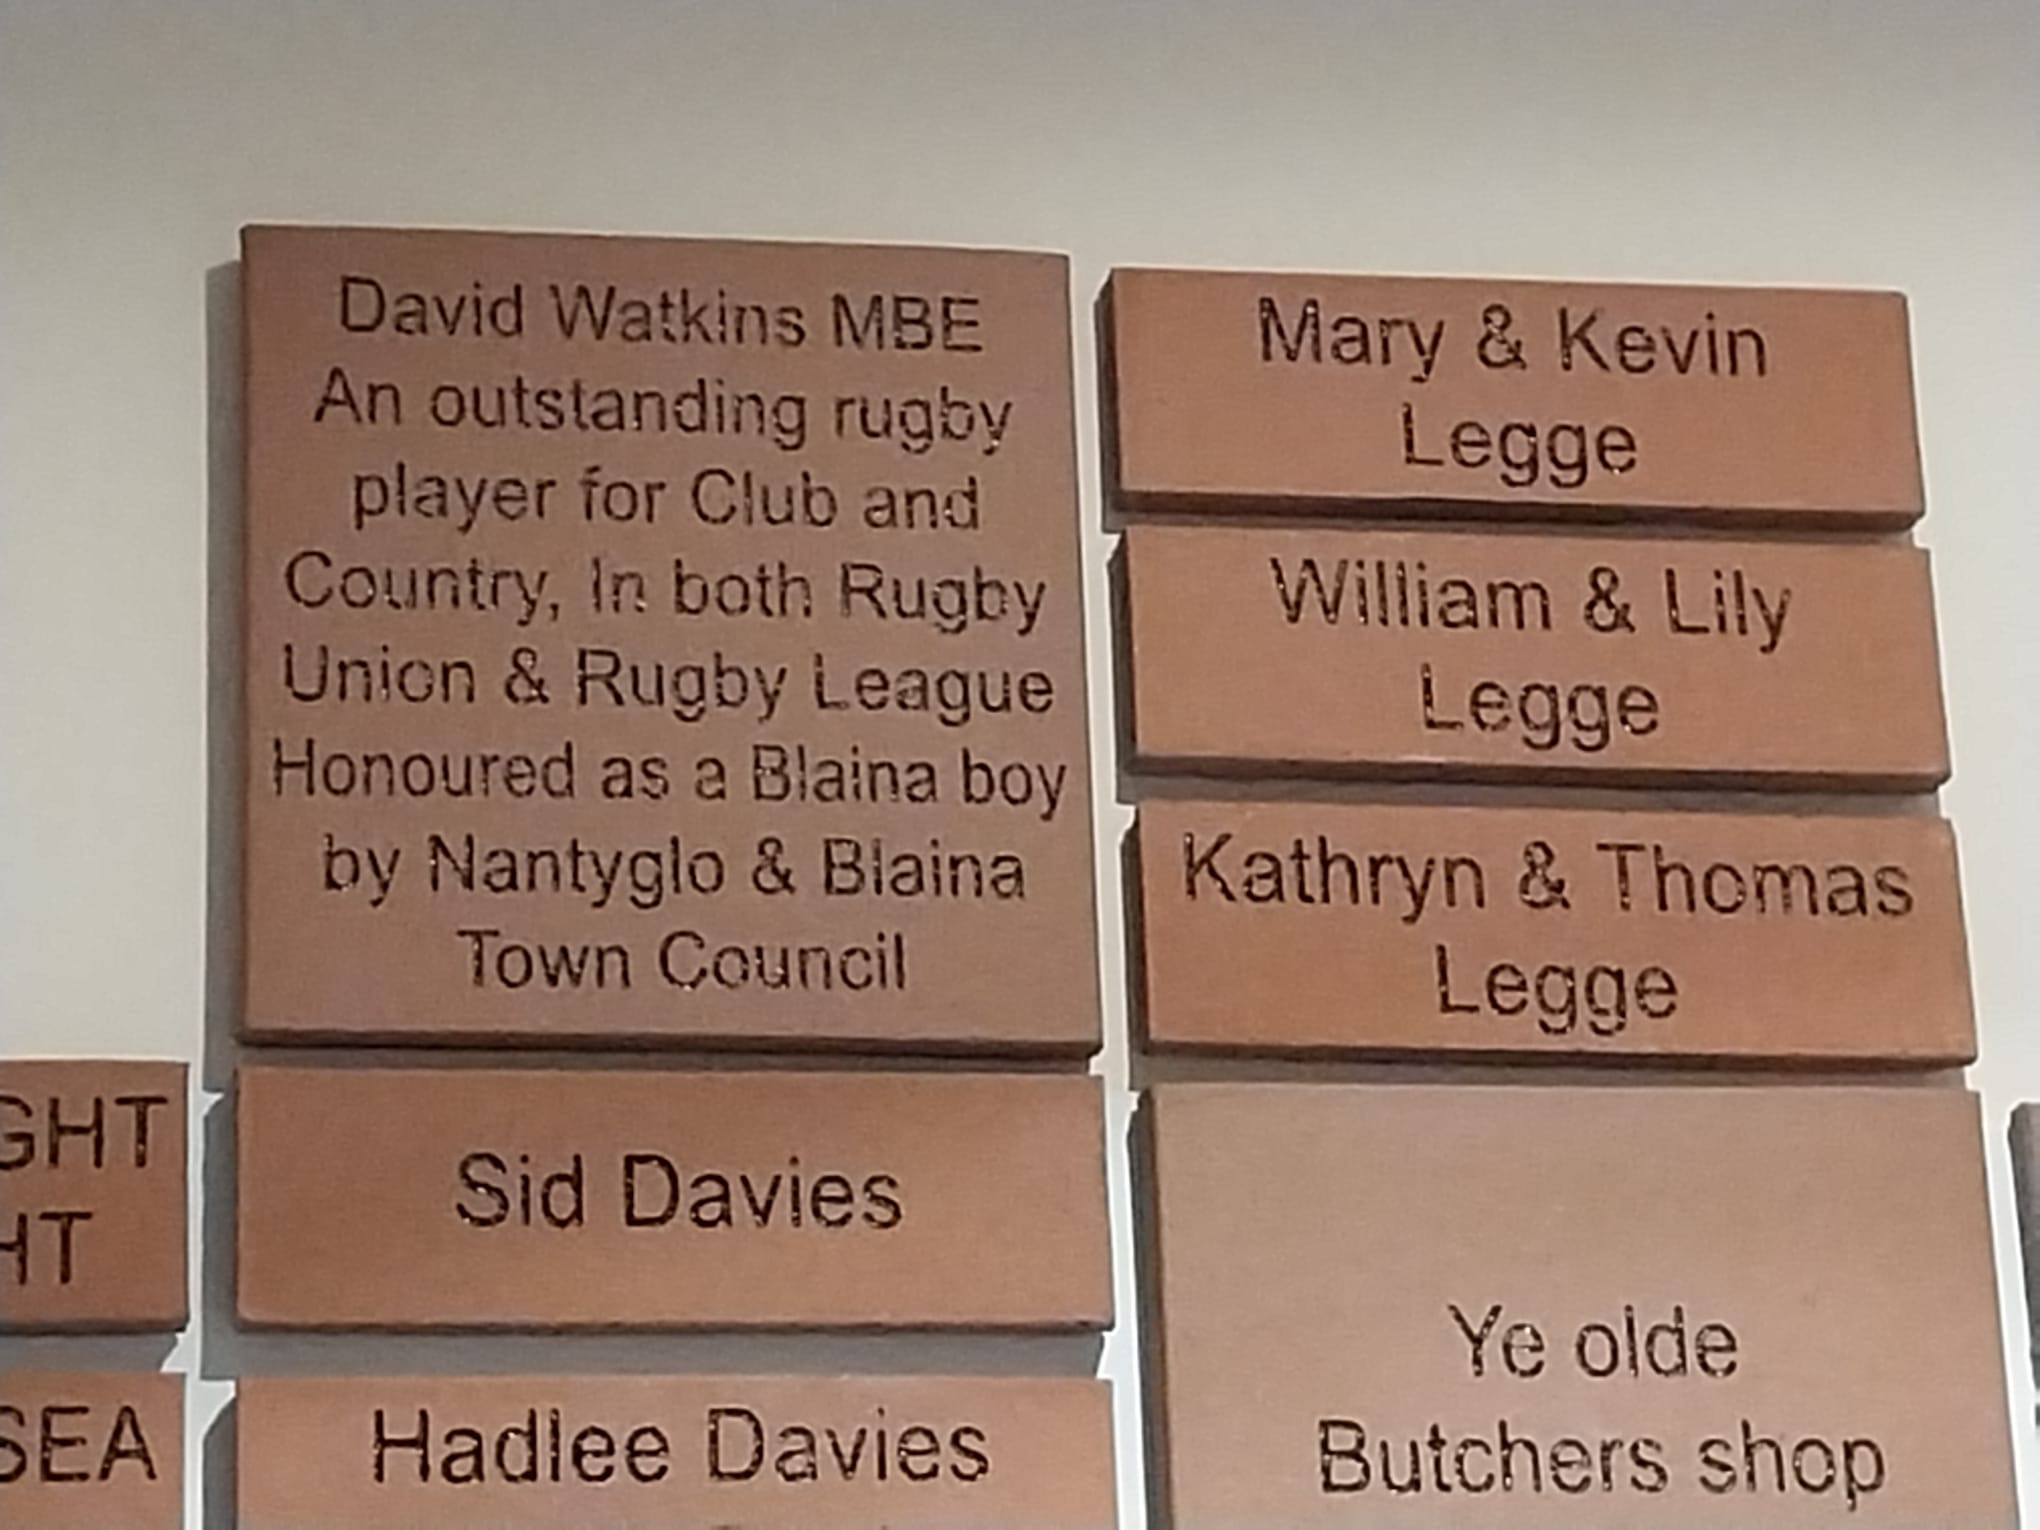 David Watkins MBE
An outstanding rugby
player for Club and
Country, In both Rugby
Union & Rugby League
Honoured as a Blaina boy
by Nantyglo & Blaina
Town Council
Sid Davies
Hadlee Davies
Mary & Kevin
Legge
William & Lily
Legge
Kathryn & Thomas
Legge
Ye olde
Butchers shop